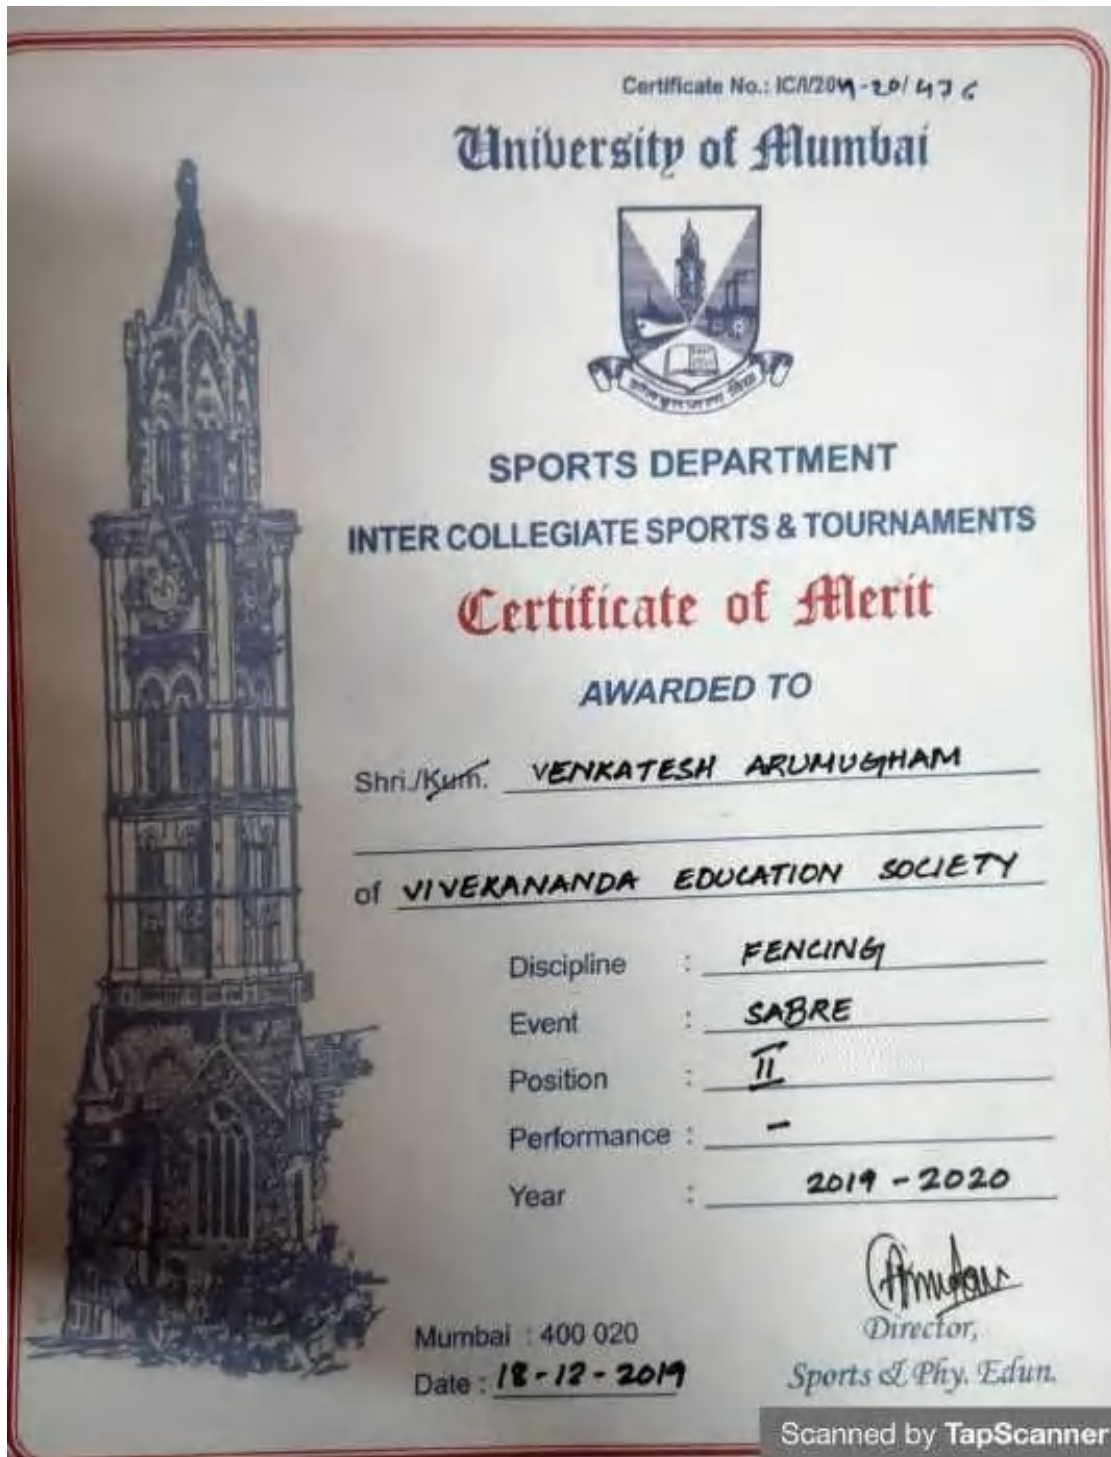 Certificate No.: ICA/2019-20/476
University of Mumbai
SPORTS DEPARTMENT
INTER COLLEGIATE SPORTS & TOURNAMENTS
Certificate of Merit
AWARDED TO
Shri./Kum. VENKATESH ARUMUGHAM
of VIVEKANANDA EDUCATION SOCIETY
Discipline : FENCING
Event : SABRE
Position : II
Performance : -
Year : 2019 - 2020
Mumbai : 400 020
Director,
Date : 18-12-2019
Sports & Phy. Edun.
Scanned by TapScanner